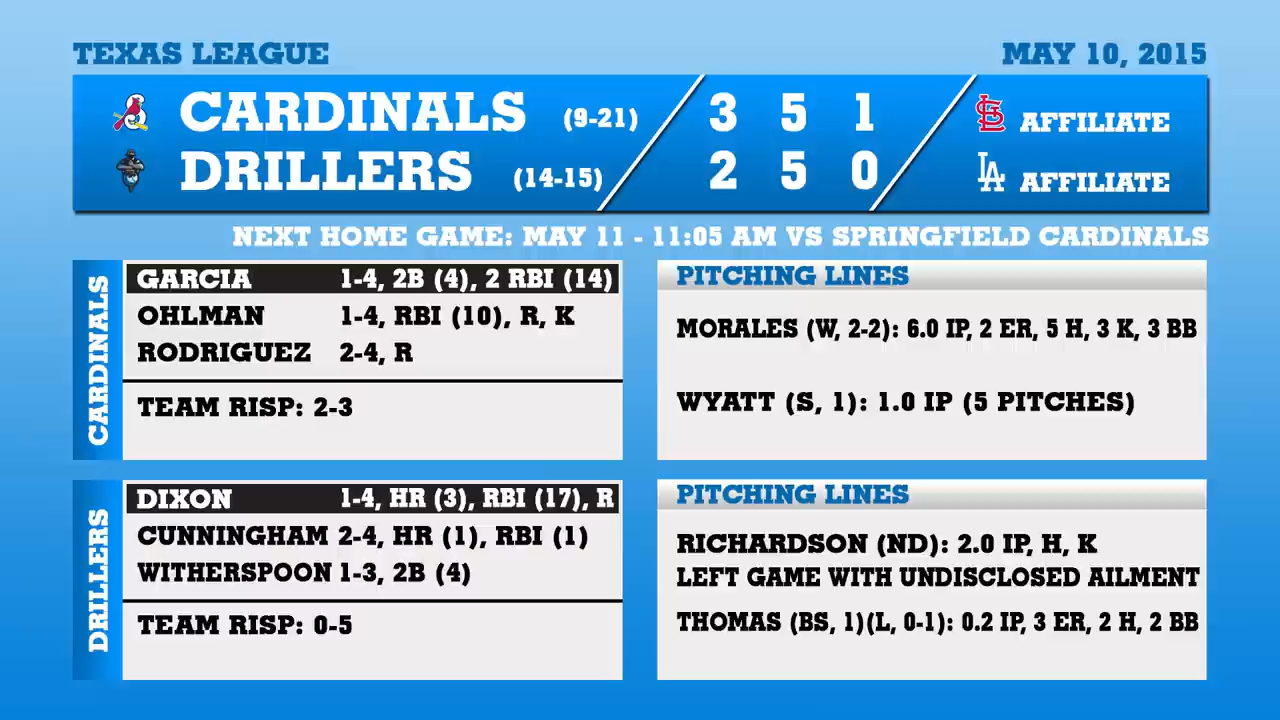 TEXAS LEAGUE MAY 10, 2015
CARDINALS (9-21) 3 5 1 STL AFFILIATE
DRILLERS (14-15) 2 5 0 LA AFFILIATE
NEXT HOME GAME: MAY 11 - 11:05 AM VS SPRINGFIELD CARDINALS
CARDINALS
GARCIA 1-4, 2B (4), 2 RBI (14)
OHLMAN 1-4, RBI (10), R, K
RODRIGUEZ 2-4, R
TEAM RISP: 2-3
PITCHING LINES
MORALES (W, 2-2): 6.0 IP, 2 ER, 5 H, 3 K, 3 BB
WYATT (S, 1): 1.0 IP (5 PITCHES)
DRILLERS
DIXON 1-4, HR (3), RBI (17), R
CUNNINGHAM 2-4, HR (1), RBI (1)
WITHERSPOON 1-3, 2B (4)
TEAM RISP: 0-5
PITCHING LINES
RICHARDSON (ND): 2.0 IP, H, K
LEFT GAME WITH UNDISCLOSED AILMENT
THOMAS (BS, 1)(L, 0-1): 0.2 IP, 3 ER, 2 H, 2 BB